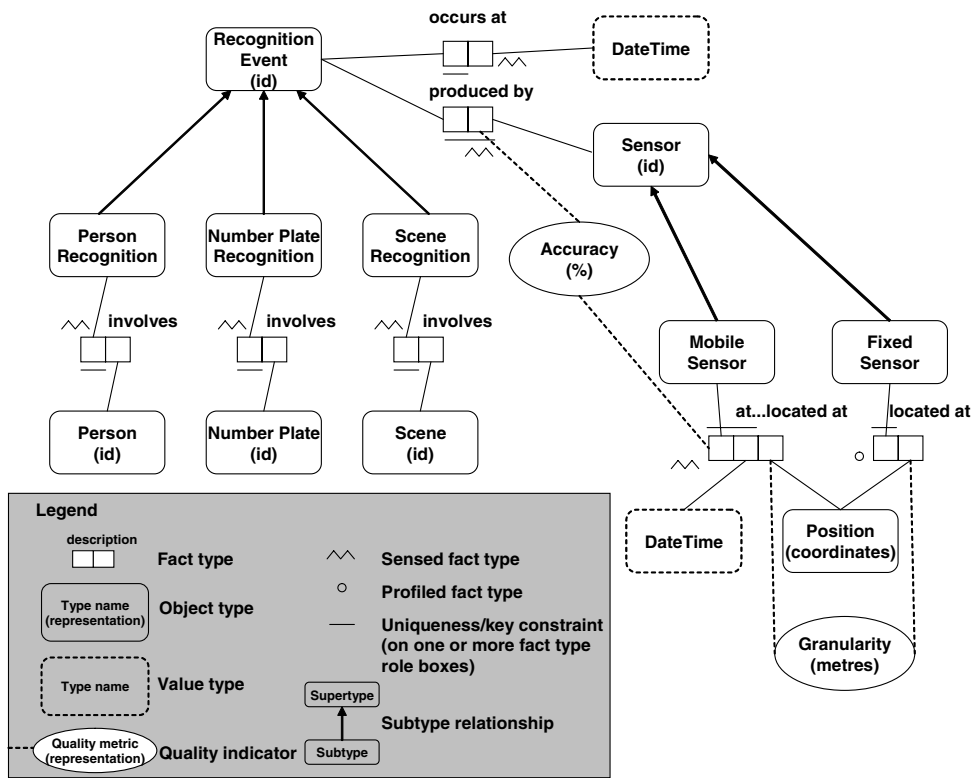 occurs at
Recognition
Event
(id)
DateTime
produced by
Sensor
(id)
Person
Recognition
Number Plate
Recognition
Scene
Recognition
Accuracy
(%)
involves
involves
involves
Mobile
Sensor
Fixed
Sensor
at...located at
located at
Person
(id)
Number Plate
(id)
Scene
(id)
DateTime
Position
(coordinates)
Granularity
(metres)
Legend
description
Fact type
Type name
(representation)
Object type
Type name
Value type
Quality metric
(representation)
Quality indicator
Sensed fact type
Profiled fact type
Uniqueness/key constraint
(on one or more fact type
role boxes)
Supertype
Subtype relationship
Subtype